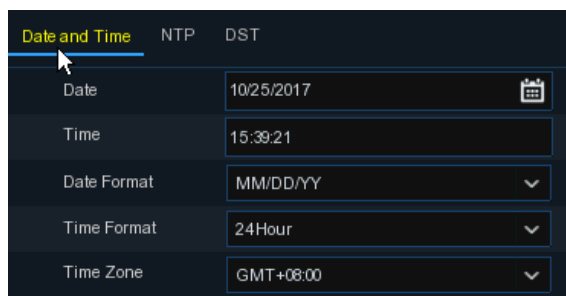 Date and Time NTP DST
Date 10/25/2017
Time 15:39:21
Date Format MM/DD/YY
Time Format 24Hour
Time Zone GMT+08:00